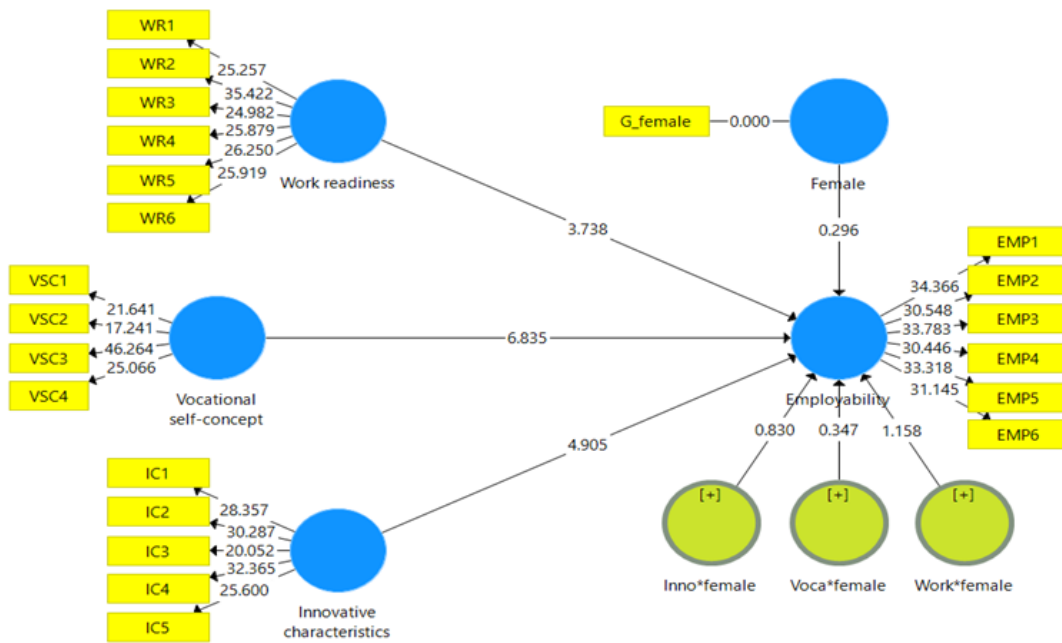 WR1
WR2
WR3
WR4
WR5
WR6
25.257
35.422
24.982
25.879
26.250
25.919
Work readiness
G_female
0.000
Female
3.738
0.296
VSC1
VSC2
VSC3
VSC4
21.641
17.241
46.264
25.066
Vocational
self-concept
6.835
Employability
EMP1
EMP2
EMP3
EMP4
EMP5
EMP6
34.366
30.548
33.783
30.446
33.318
31.145
4.905
IC1
IC2
IC3
IC4
IC5
28.357
30.287
20.052
32.365
25.600
Innovative
characteristics
0.830
0.347
1.158
[+]
[+]
[+]
Inno*female
Voca*female
Work*female